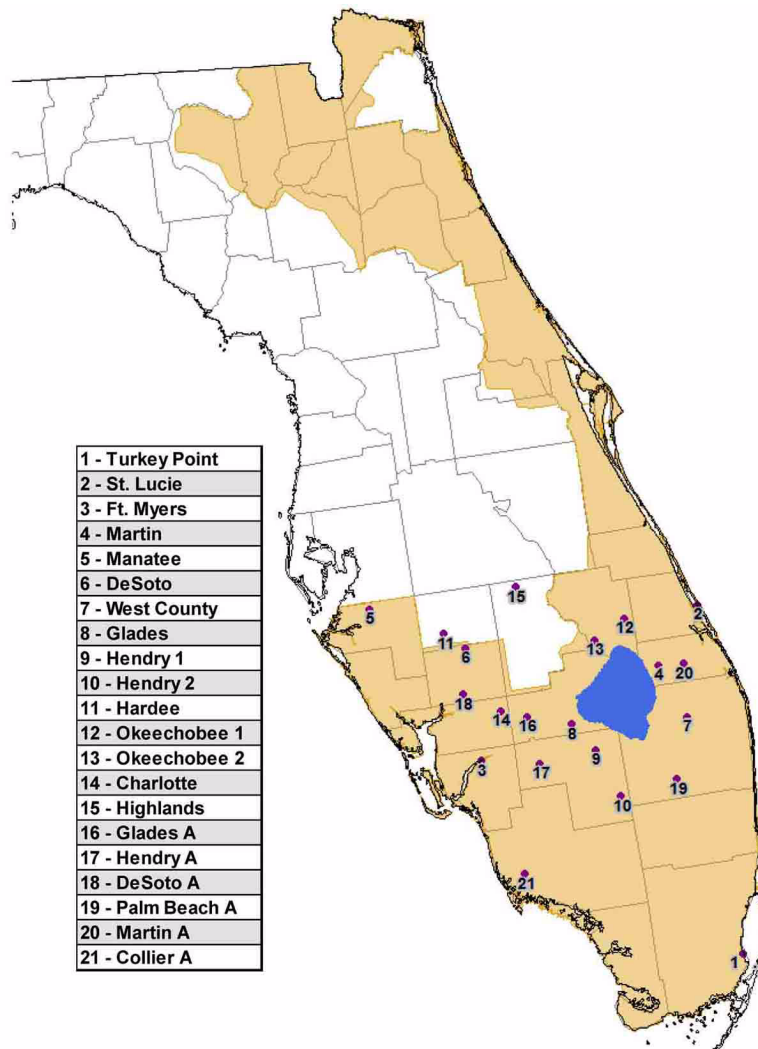 1 - Turkey Point
2 - St. Lucie
3 - Ft. Myers
4 - Martin
5 - Manatee
6 - DeSoto
7 - West County
8 - Glades
9 - Hendry 1
10 - Hendry 2
11 - Hardee
12 - Okeechobee 1
13 - Okeechobee 2
14 - Charlotte
15 - Highlands
16 - Glades A
17 - Hendry A
18 - DeSoto A
19 - Palm Beach A
20 - Martin A
21 - Collier A
15
5
2
12
11
13
6
4
20
18
14
16
8
7
9
3
17
19
10
21
1